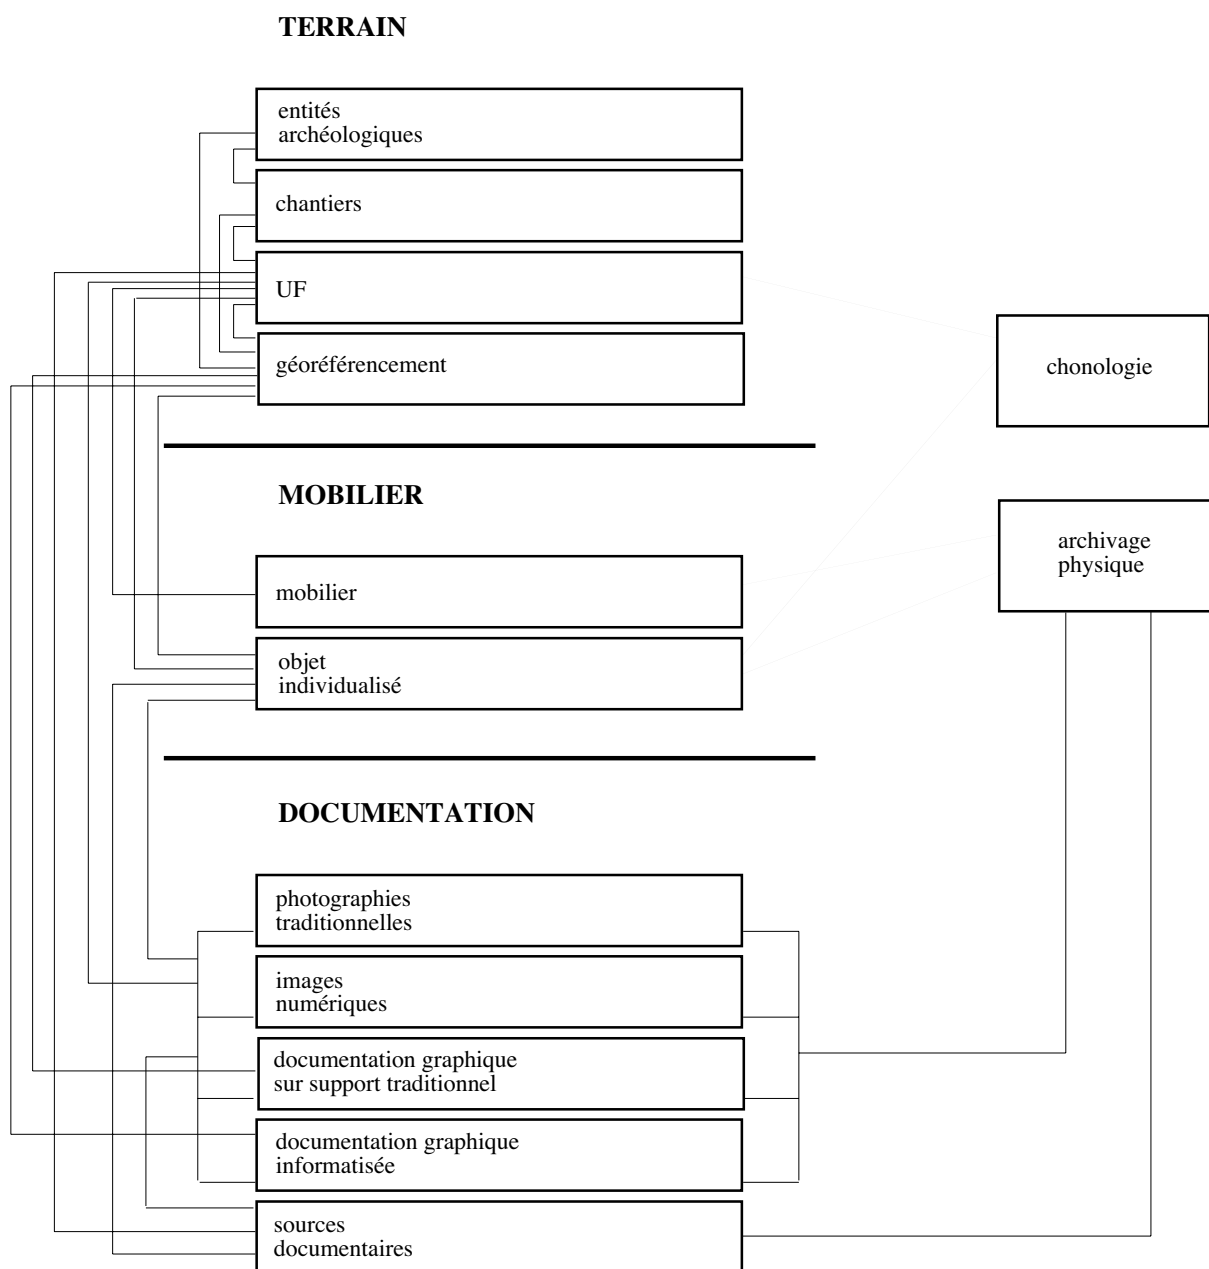 TERRAIN
entités
archéologiques
chantiers
UF
géoréférencement
chonologie
MOBILIER
mobilier
objet
individualisé
archivage
physique
DOCUMENTATION
photographies
traditionnelles
images
numériques
documentation graphique
sur support traditionnel
documentation graphique
informatisée
sources
documentaires